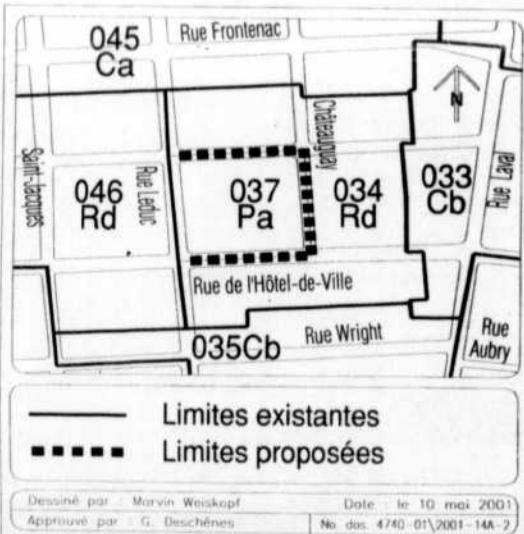 045
Ca
Rue Frontenac
Saint-Jacques
046
Rd
Rue Leduc
037
Pa
Châteauguay
034
Rd
N
033
Cb
Rue Laval
Rue de l'Hôtel-de-Ville
035Cb
Rue Wright
Rue
Aubry
Limites existantes
Limites proposées
Dessiné par : Marvin Weiskopf
Date : le 10 mai 2001
Approuvé par : G. Deschênes
No. dos. 4740-01\2001-14A-2